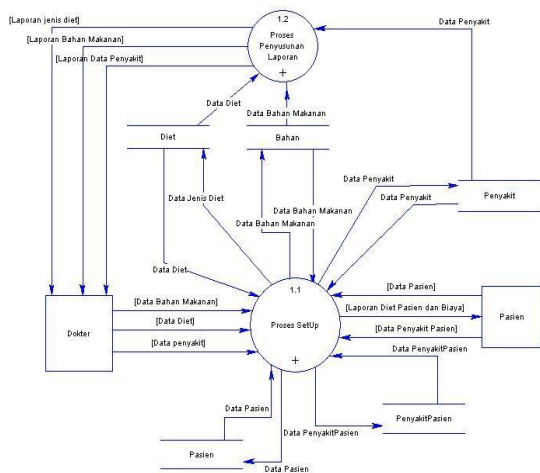 [Laporan jenis diet]
[Laporan Bahan Makanan]
[Laporan Data Penyakit]
1.2
Proses
Penyusunan
Laporan
+
Data Penyakit
Data Diet
Data Bahan Makanan
Diet
Bahan
Data Penyakit
Penyakit
Data Jenis Diet
Data Penyakit
Data Bahan Makanan
Data Bahan Makanan
Data Diet
Dokter
[Data Bahan Makanan]
[Data Diet]
[Data penyakit]
1.1
Proses SetUp
+
[Data Pasien]
[Laporan Diet Pasien dan Biaya]
[Data Penyakit Pasien]
Pasien
Data PenyakitPasien
Data Pasien
PenyakitPasien
Data PenyakitPasien
Pasien
Data Pasien